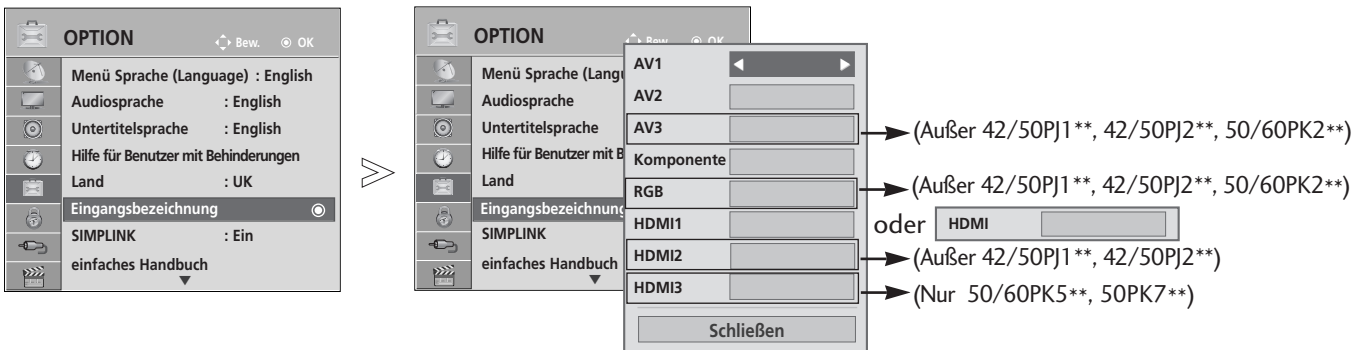 OPTION
Bew. OK
Menü Sprache (Language) : English
Audiosprache : English
Untertitelsprache : English
Hilfe für Benutzer mit Behinderungen
Land : UK
Eingangsbezeichnung
SIMPLINK : Ein
einfaches Handbuch
OPTION
Bew. OK
Menü Sprache (Langu
Audiosprache
Untertitelsprache
Hilfe für Benutzer mit B
Land
Eingangsbezeichnung
SIMPLINK
einfaches Handbuch
AV1
AV2
AV3
Komponente
RGB
HDMI1
HDMI2
HDMI3
Schließen
(Außer 42/50PJ1**, 42/50PJ2**, 50/60PK2**)
(Außer 42/50PJ1**, 42/50PJ2**, 50/60PK2**)
oder HDMI
(Außer 42/50PJ1**, 42/50PJ2**)
(Nur 50/60PK5**, 50PK7**)